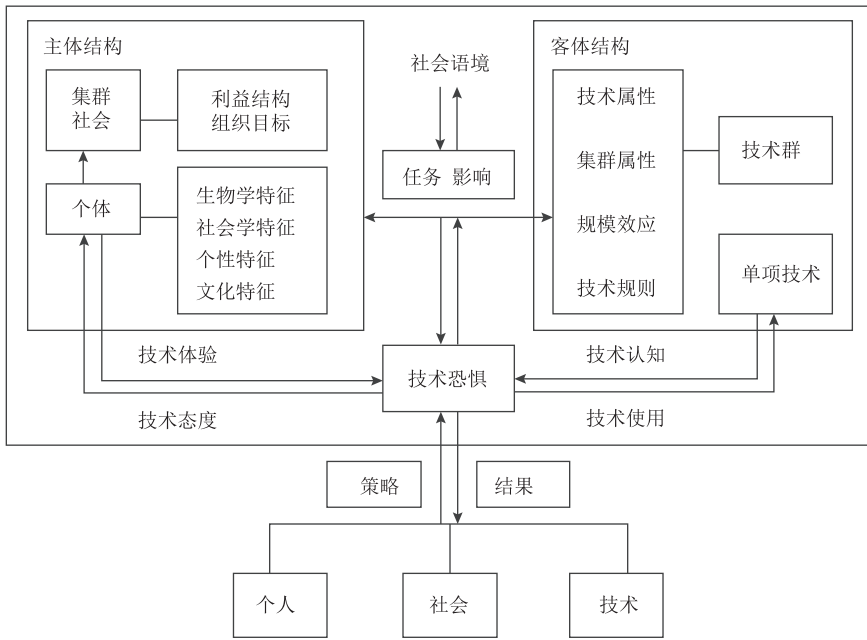 主体结构
集群
社会
利益结构
组织目标
个体
生物学特征
社会学特征
个性特征
文化特征
社会语境
任务 影响
客体结构
技术属性
集群属性
规模效应
技术规则
技术群
单项技术
技术体验
技术态度
技术恐惧
技术认知
技术使用
策略
结果
个人
社会
技术